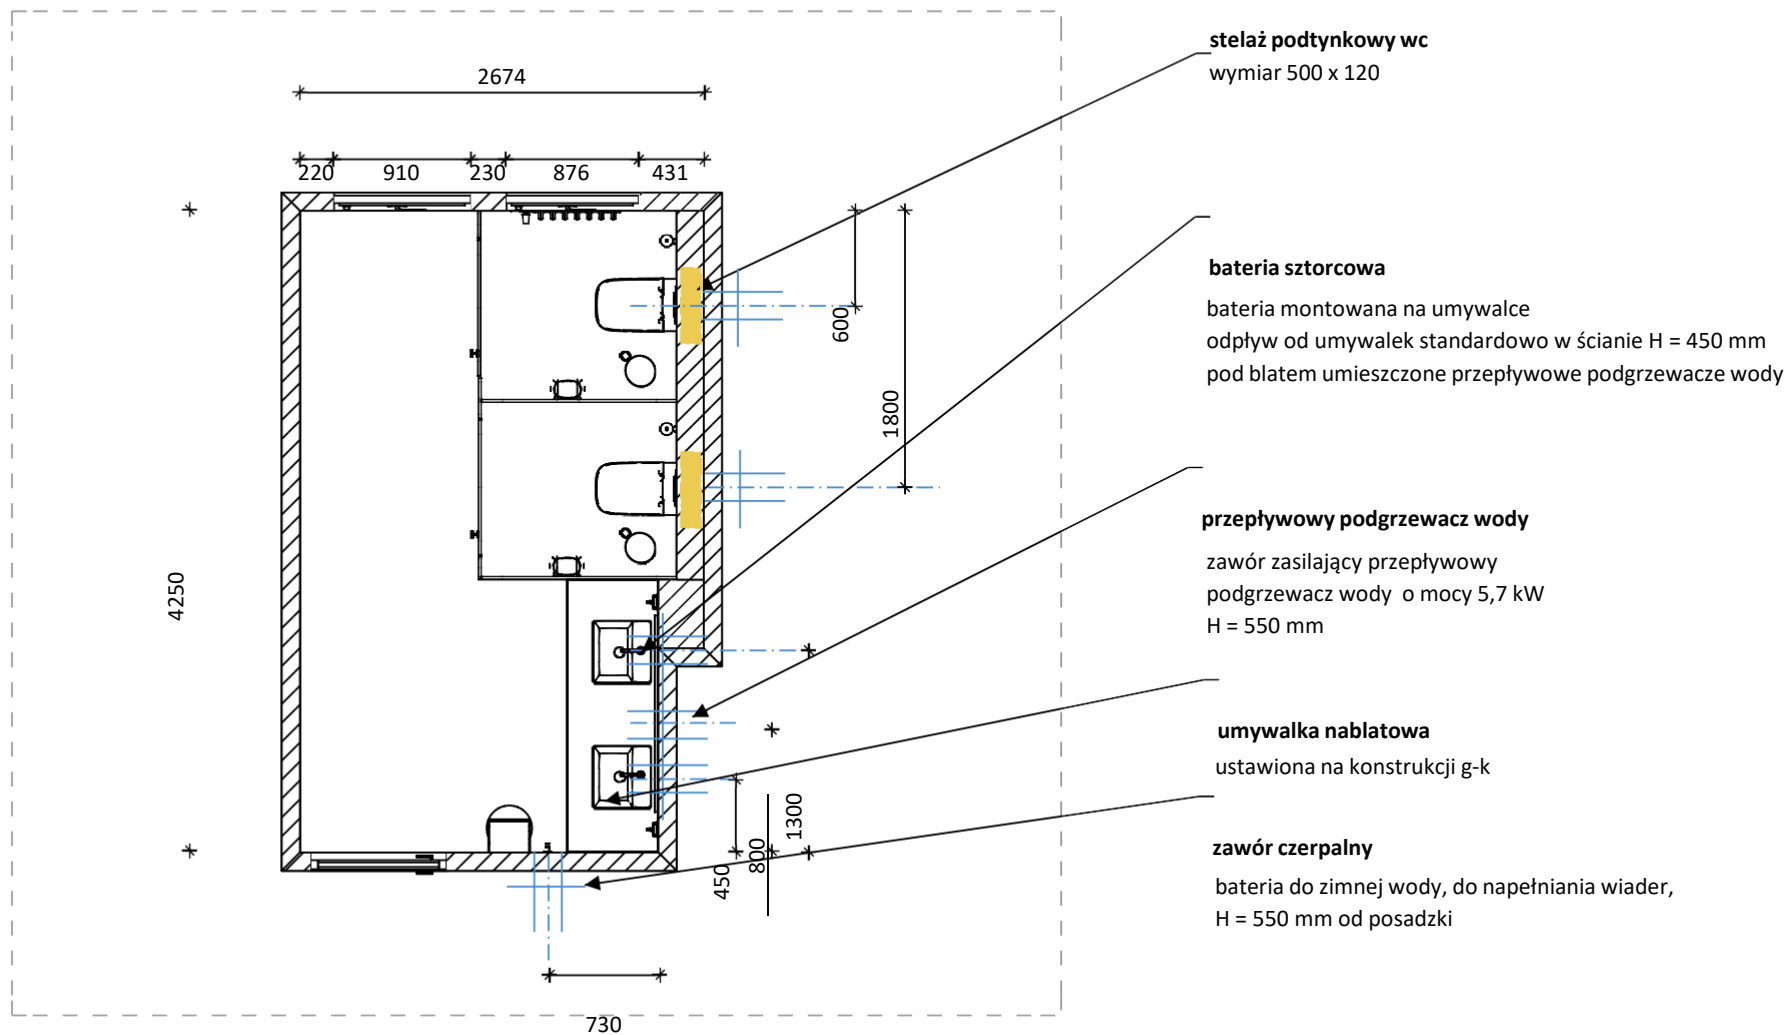 stelaż podtynkowy wc
wymiar 500 x 120
2674
220 910 230 876 431
bateria sztorcowa
bateria montowana na umywalce
odpływ od umywalek standardowo w ścianie H = 450 mm
pod blatem umieszczone przepływowe podgrzewacze wody
600
1800
4250
przepływowy podgrzewacz wody
zawór zasilający przepływowy
podgrzewacz wody o mocy 5,7 kW
H = 550 mm
umywalka nablatowa
ustawiona na konstrukcji g-k
1300
800
450
zawór czerpalny
bateria do zimnej wody, do napełniania wiader,
H = 550 mm od posadzki
730